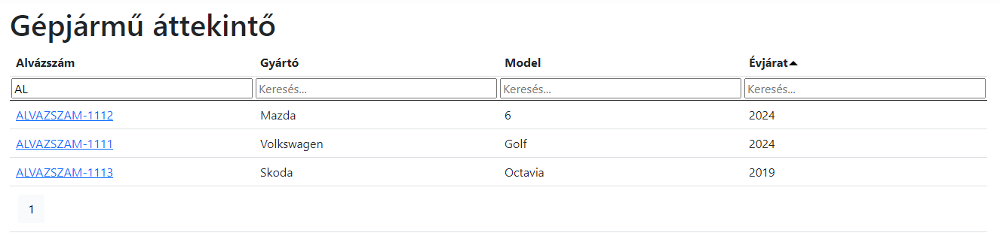 Gépjármű áttekintő
Alvázszám Gyártó Model Évjárat
AL Keresés... Keresés... Keresés...
ALVAZSZAM-1112 Mazda 6 2024
ALVAZSZAM-1111 Volkswagen Golf 2024
ALVAZSZAM-1113 Skoda Octavia 2019
1